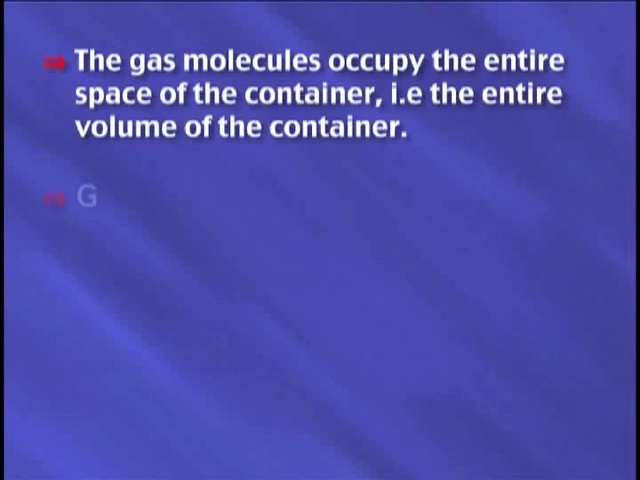 ⇒ The gas molecules occupy the entire
space of the container, i.e the entire
volume of the container.
⇒ G